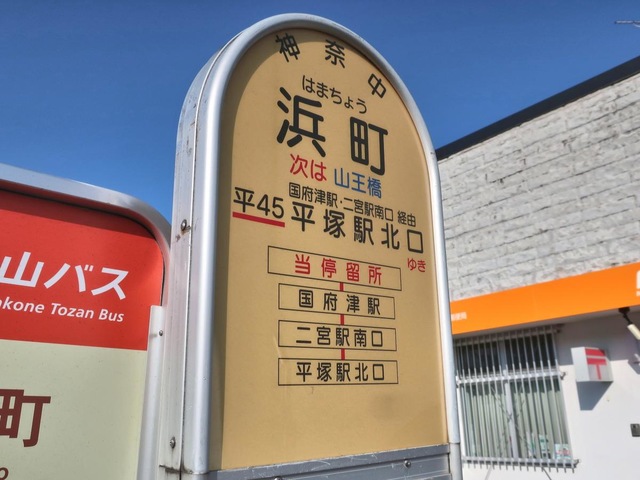 神奈中
はまちょう
浜町
次は 山王橋
国府津駅・二宮駅南口 経由
平45 平塚駅北口
ゆき
当停留所
国府津駅
二宮駅南口
平塚駅北口
山バス
akone Tozan Bus
町